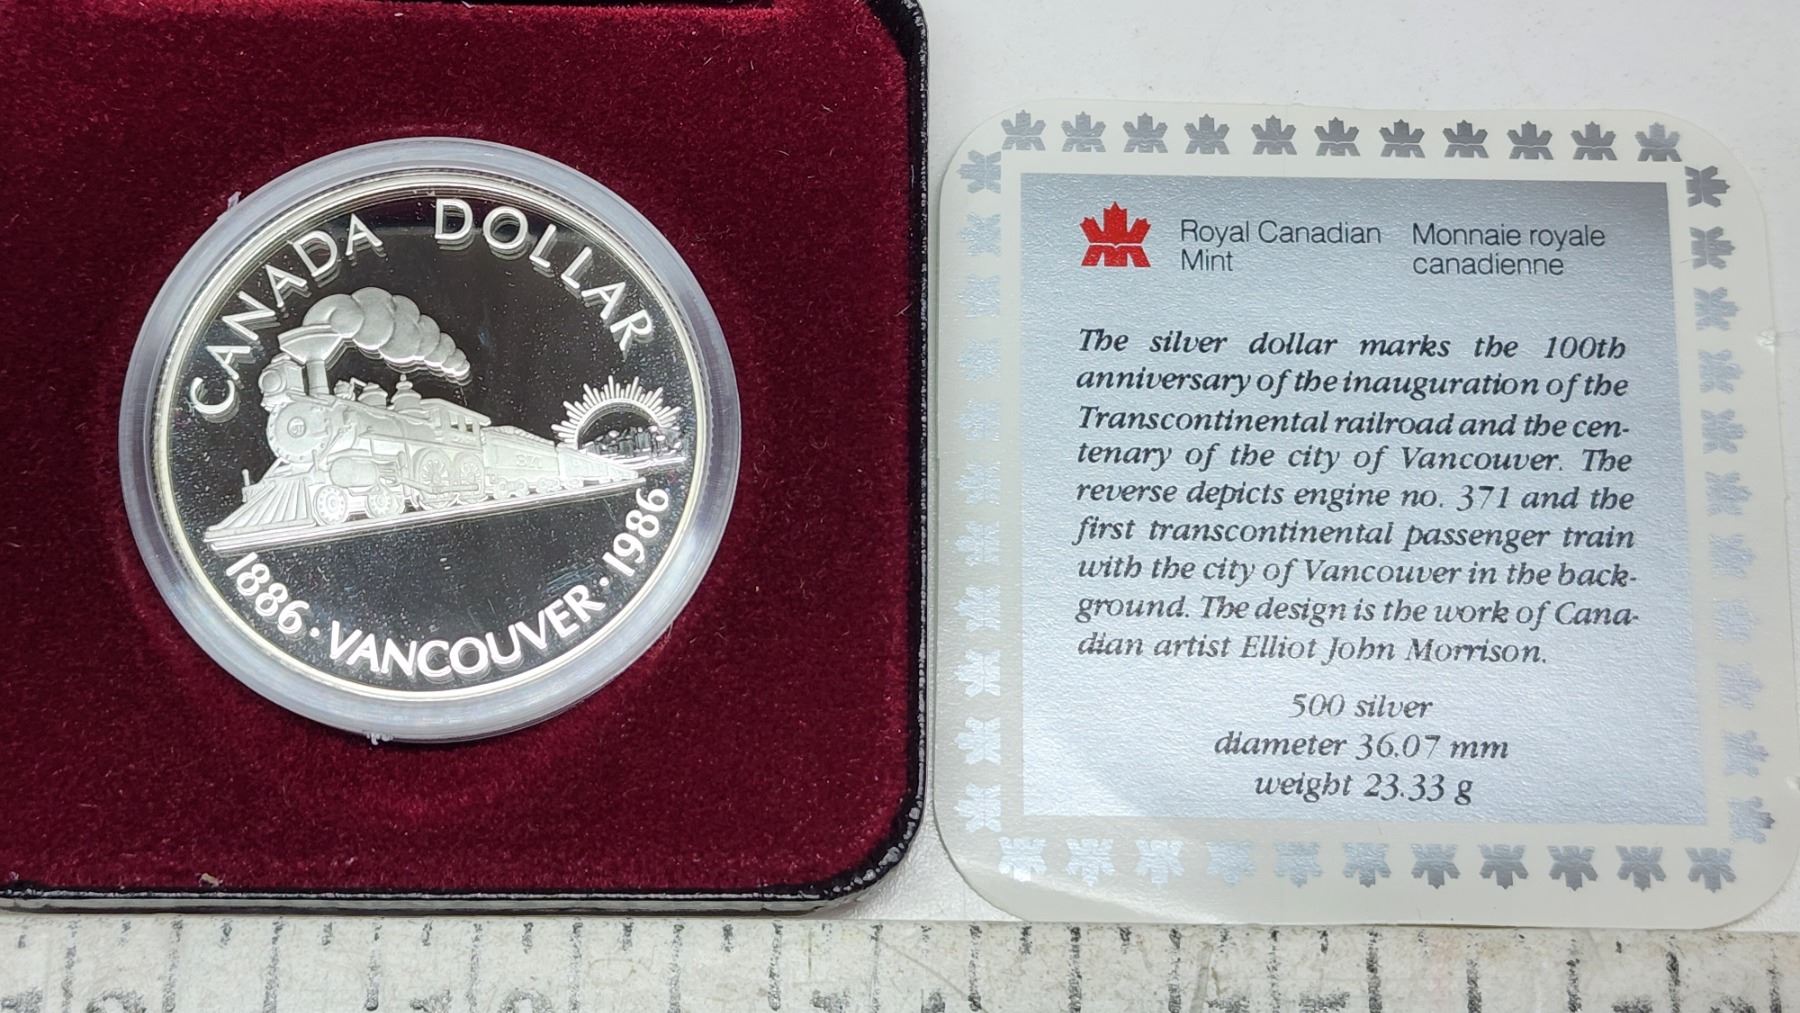 CANADA DOLLAR
371
1886 · VANCOUVER · 1986
Royal Canadian Mint
Monnaie royale canadienne
The silver dollar marks the 100th
anniversary of the inauguration of the
Transcontinental railroad and the cen-
tenary of the city of Vancouver. The
reverse depicts engine no. 371 and the
first transcontinental passenger train
with the city of Vancouver in the back-
ground. The design is the work of Cana-
dian artist Elliot John Morrison.
500 silver
diameter 36.07 mm
weight 23.33 g